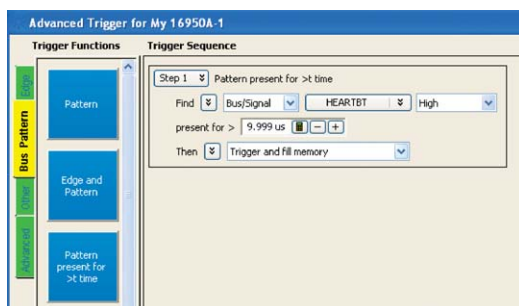 Advanced Trigger for My 16950A-1
Trigger Functions
Trigger Sequence
Edge
Bus Pattern
Other
Advanced
Pattern
Edge and
Pattern
Pattern
present for
>t time
Step 1 Pattern present for >t time
Find Bus/Signal HEARTBT High
present for > 9.999 us - +
Then Trigger and fill memory